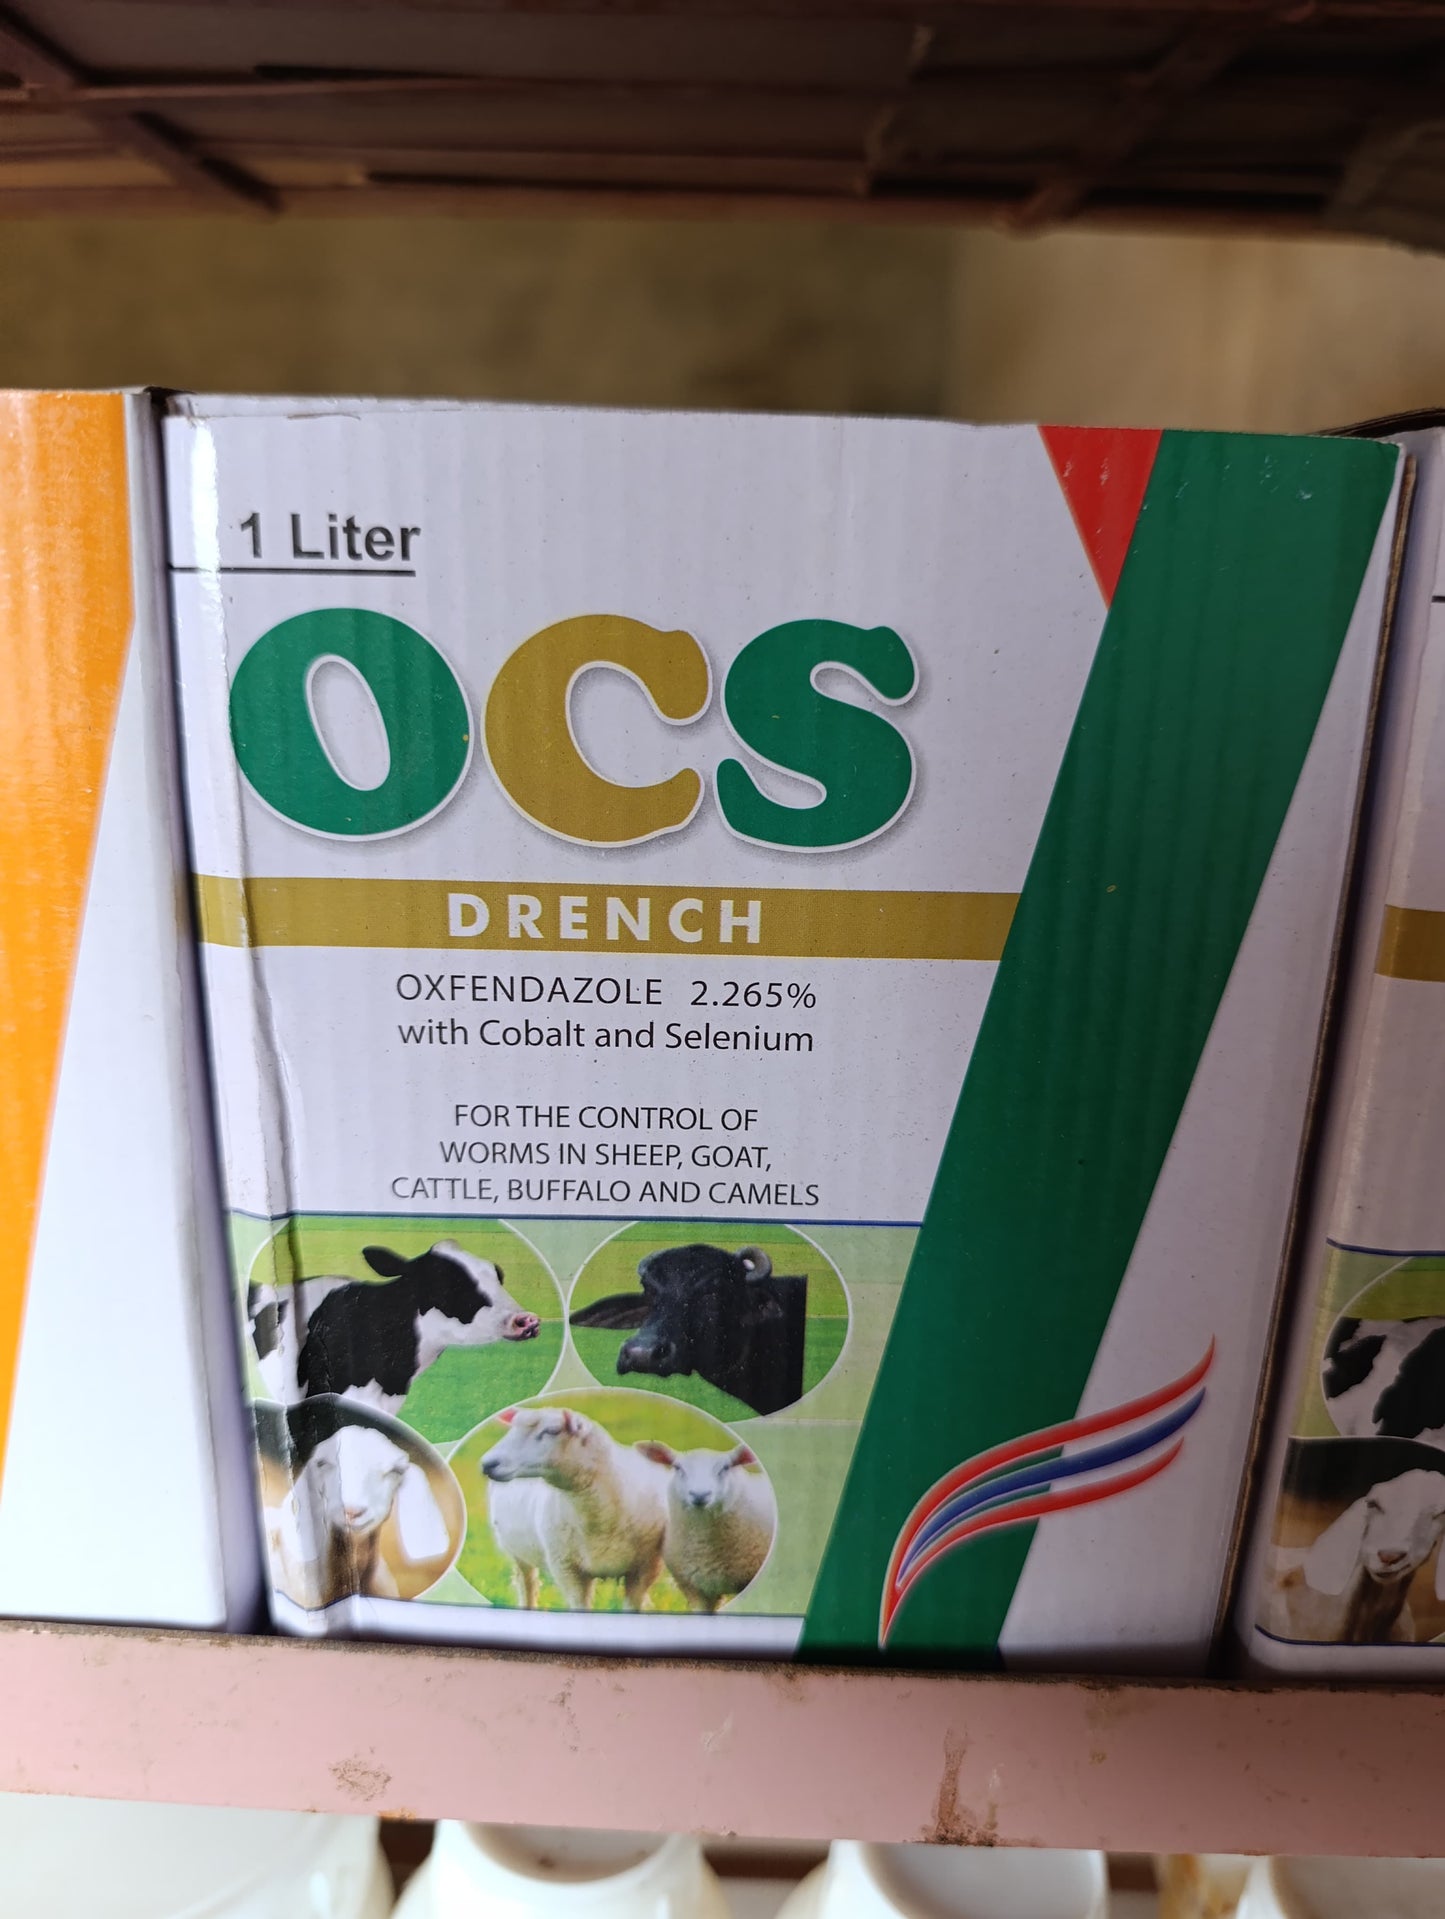 1 Liter
OCS
DRENCH
OXFENDAZOLE 2.265%
with Cobalt and Selenium
FOR THE CONTROL OF
WORMS IN SHEEP, GOAT,
CATTLE, BUFFALO AND CAMELS